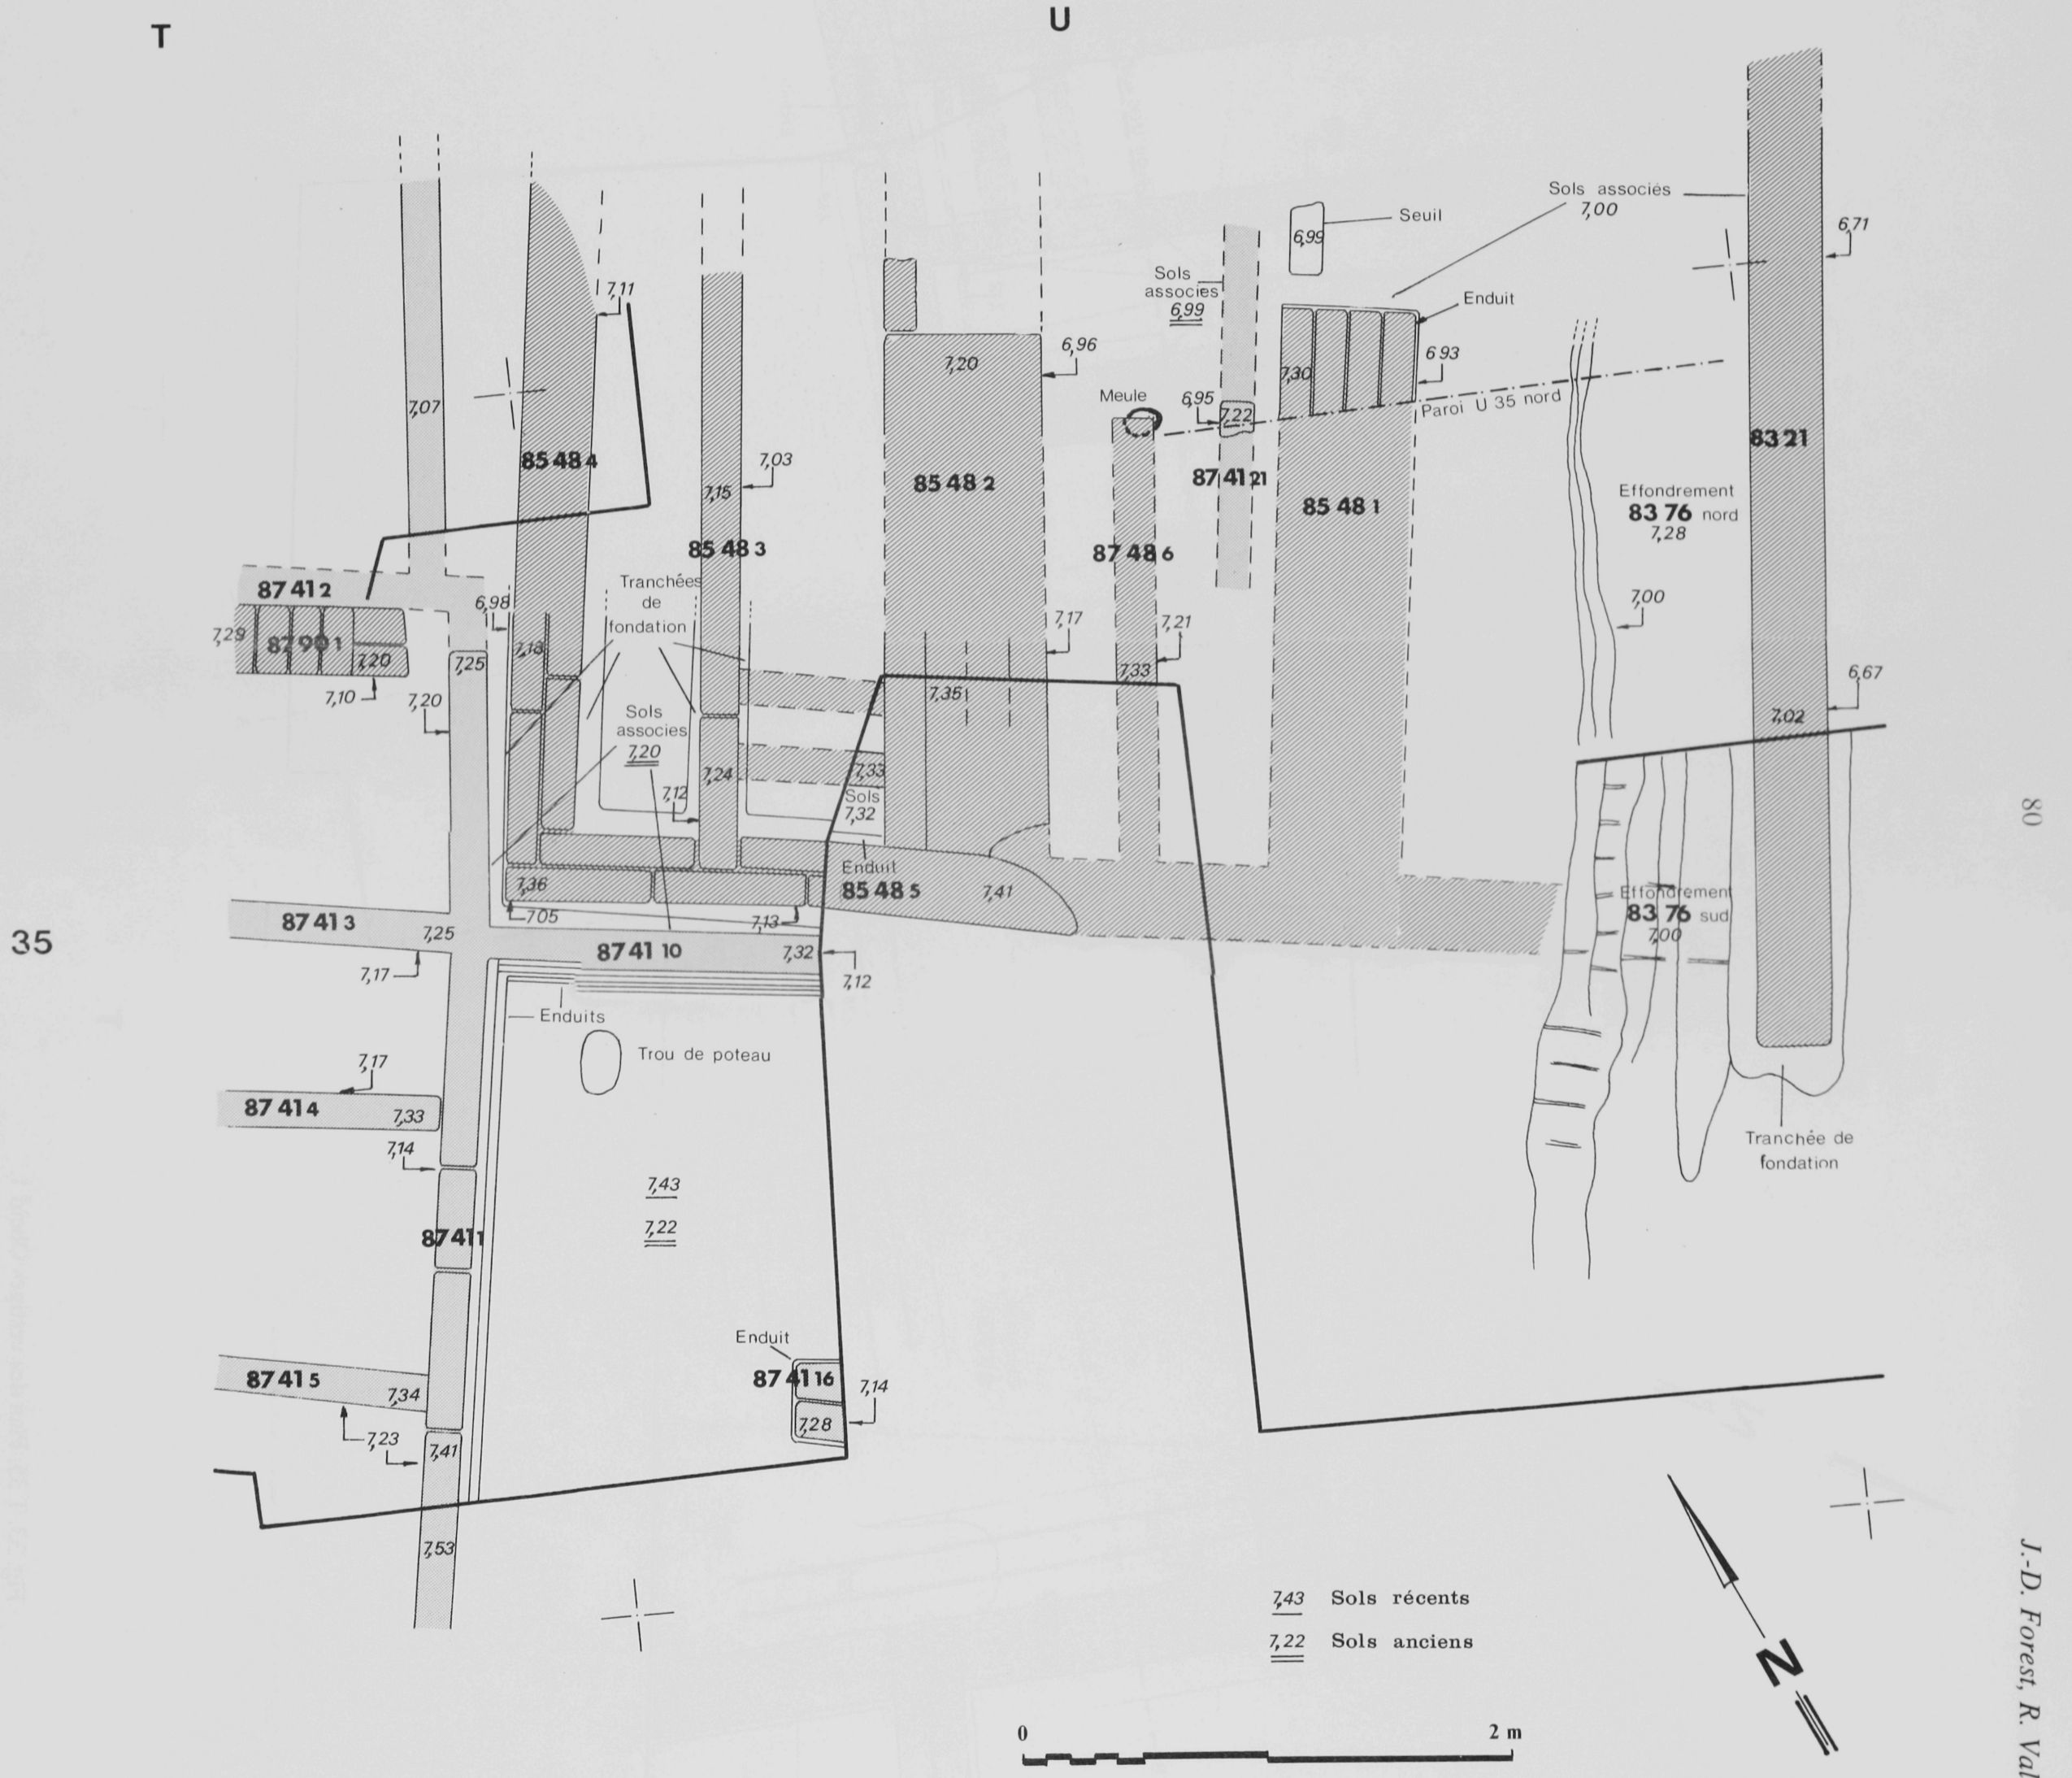 T
U
6,71
Sols associés
7,00
Seuil
6,99
Sols
associes
6,99
Enduit
7,11
7,20
6,96
6 93
7,30
Meule
6,95
7,22
Paroi U 35 nord
7,07
85 48 4
7,03
7,15
85 48 2
87 41 21
85 48 1
83 21
Effondrement
83 76 nord
7,28
85 48 3
87 48 6
Tranchées
de
fondation
87 41 2
6,98
7,00
7,17
7,21
7,29
87 90 1
7,20
7,25
7,18
7,33
7,10
7,20
7,35
6,67
7,02
Sols
associes
7,20
7,24
7,33
7,12
Sols
7,32
80
Enduit
85 48 5
7,36
7,41
Effondrement
83 76 sud
7,00
705
7,13
35
87 41 3
7,25
87 41 10
7,32
7,17
7,12
Enduits
Trou de poteau
7,17
87 41 4
7,33
7,14
Tranchée de
fondation
7,43
7,22
87 41 1
Enduit
87 41 16
7,14
87 41 5
7,34
7,28
7,23
7,41
7,53
7,43 Sols récents
7,22 Sols anciens
N
0 2 m
J.-D. Forest, R. Val